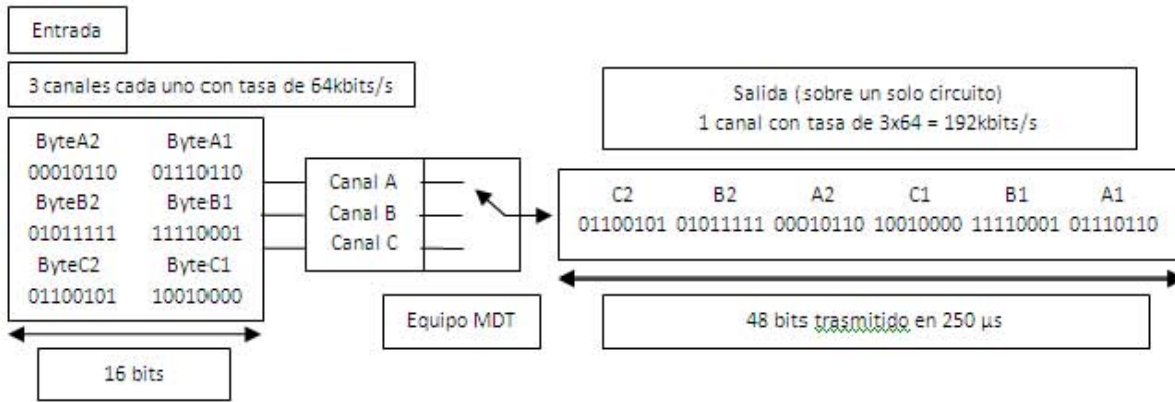 Entrada
3 canales cada uno con tasa de 64kbits/s
ByteA2 ByteA1
00010110 01110110
ByteB2 ByteB1
01011111 11110001
ByteC2 ByteC1
01100101 10010000
16 bits
Canal A
Canal B
Canal C
Equipo MDT
Salida (sobre un solo circuito)
1 canal con tasa de 3x64 = 192kbits/s
C2 B2 A2 C1 B1 A1
01100101 01011111 00010110 10010000 11110001 01110110
48 bits trasmitido en 250 µs